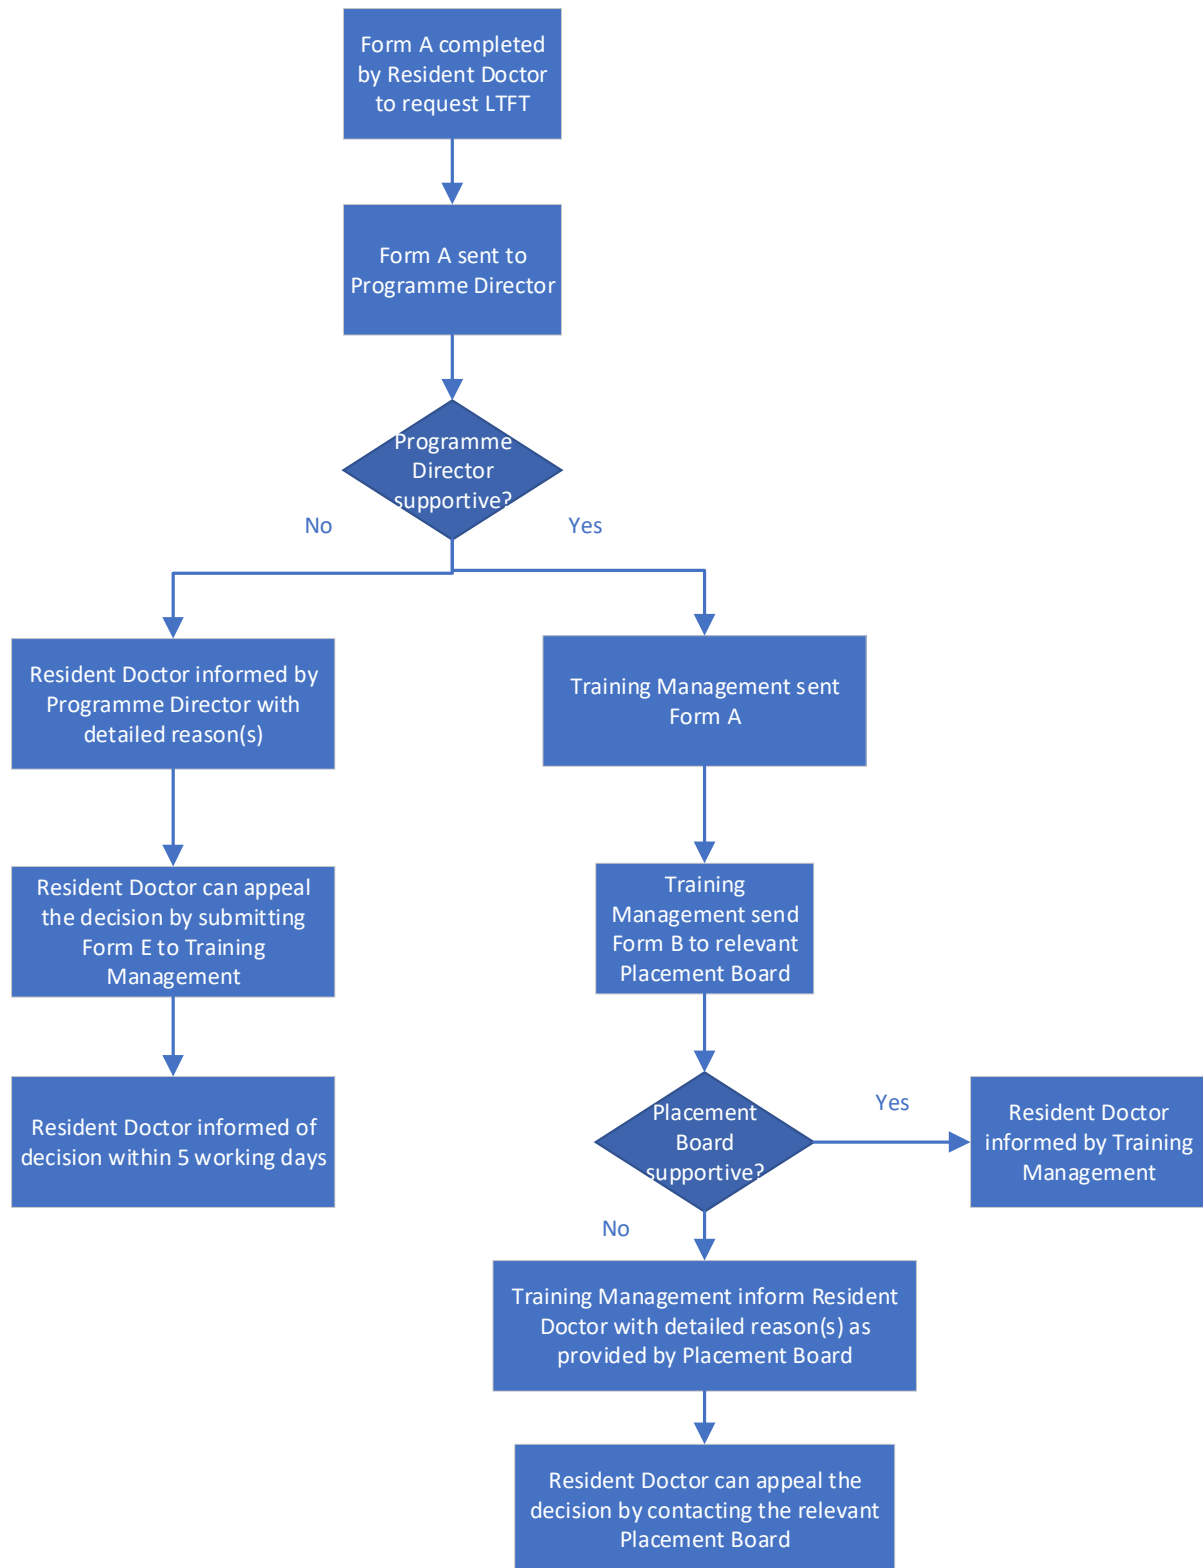 Form A completed
by Resident Doctor
to request LTFT
Form A sent to
Programme Director
Programme
Director
supportive?
No
Yes
Resident Doctor informed by
Programme Director with
detailed reason(s)
Training Management sent
Form A
Resident Doctor can appeal
the decision by submitting
Form E to Training
Management
Training
Management send
Form B to relevant
Placement Board
Resident Doctor informed of
decision within 5 working days
Placement
Board
supportive?
Yes
Resident Doctor
informed by Training
Management
No
Training Management inform Resident
Doctor with detailed reason(s) as
provided by Placement Board
Resident Doctor can appeal the
decision by contacting the relevant
Placement Board